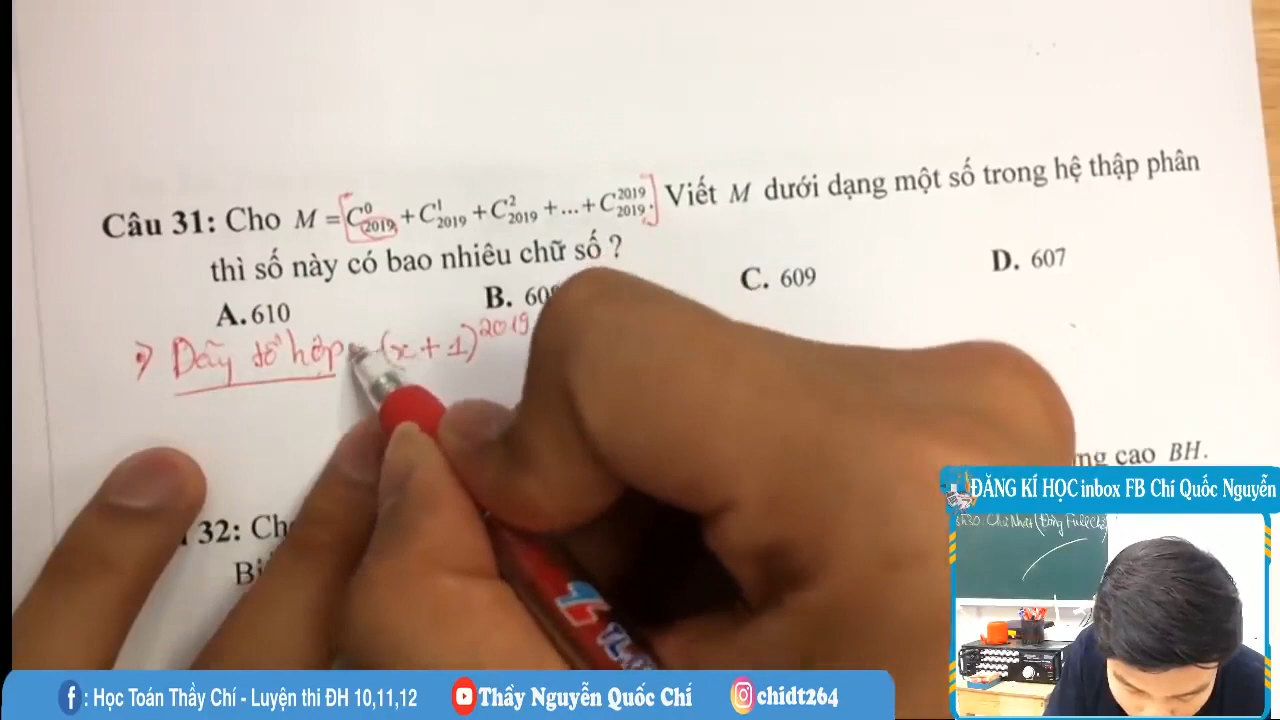 Câu 31: Cho M = C⁰₂₀₁₉ + C¹₂₀₁₉ + C²₂₀₁₉ + ... + C²⁰¹⁹₂₀₁₉. Viết M dưới dạng một số trong hệ thập phân
thì số này có bao nhiêu chữ số ?
A. 610 B. C. 609 D. 607
=> Dãy tổ hợp (x + 1)²⁰¹⁹
cao BH.
32:
ĐĂNG KÍ HỌC inbox FB Chí Quốc Nguyễn
: Học Toán Thầy Chí - Luyện thi ĐH 10,11,12 Thầy Nguyễn Quốc Chí chidt264